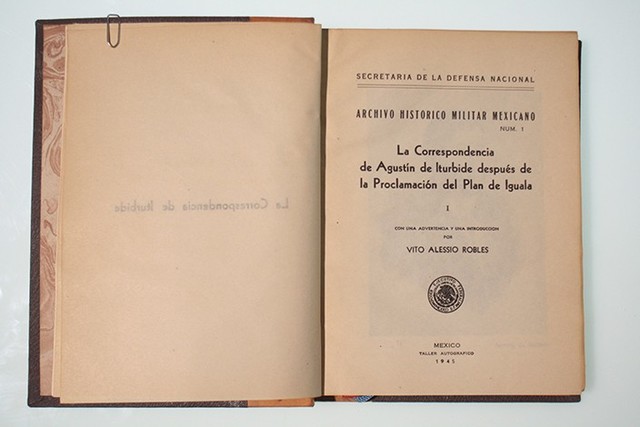 La Correspondencia de Iturbide
SECRETARIA DE LA DEFENSA NACIONAL
ARCHIVO HISTORICO MILITAR MEXICANO
NUM. 1
La Correspondencia
de Agustín de Iturbide después de
la Proclamación del Plan de Iguala
I
CON UNA ADVERTENCIA Y UNA INTRODUCCION
POR
VITO ALESSIO ROBLES
MEXICO
TALLER AUTOGRAFICO
1945